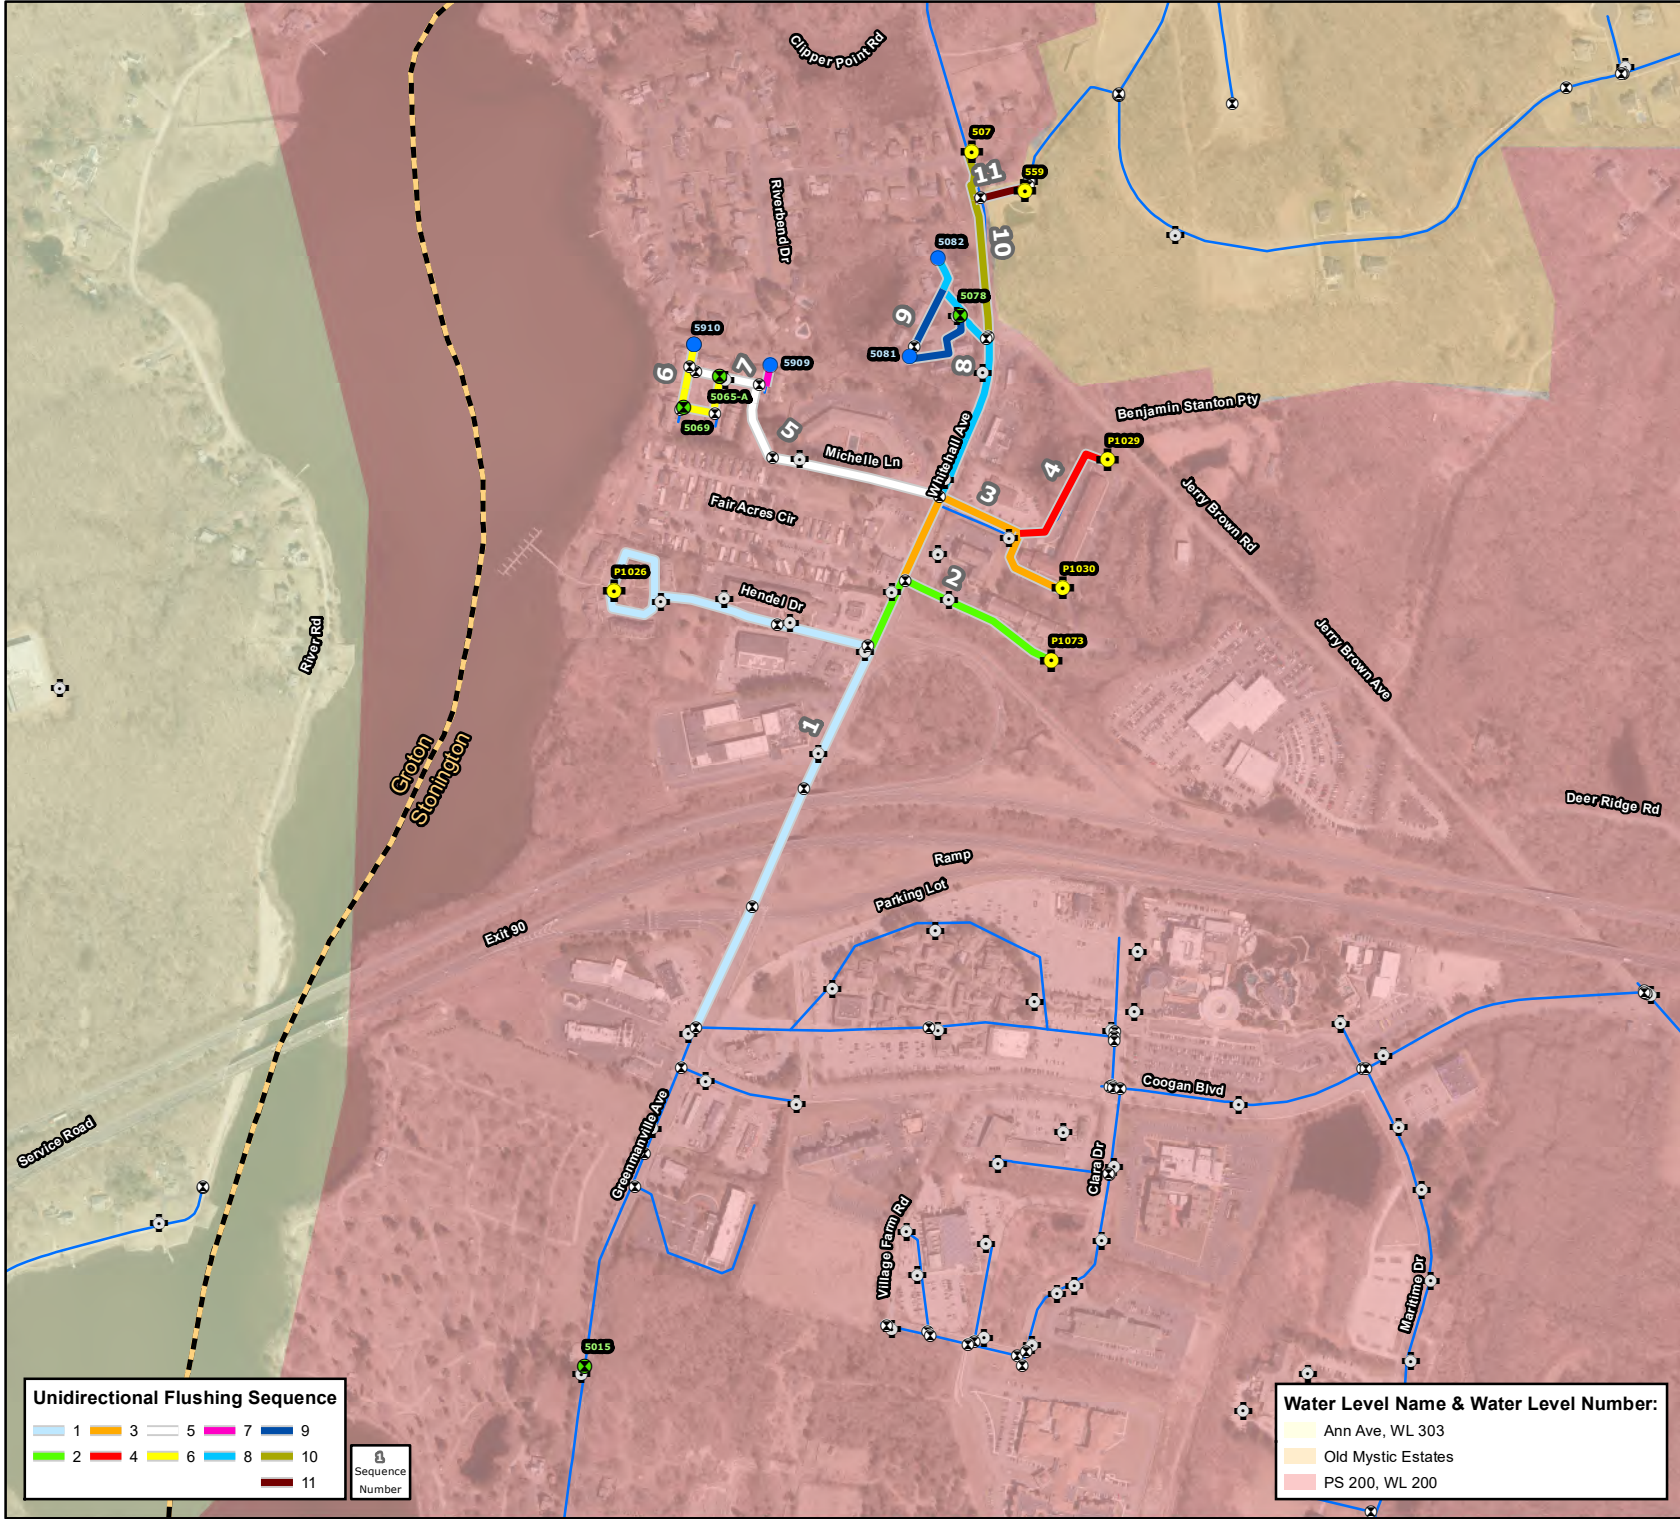 Clipper Point Rd
507
11
559
Riverbend Dr
10
5082
5078
9
5910
5081
5909
6
7
8
5065-A
5069
Benjamin Stanton Pty
5
Michelle Ln
Whitehall Ave
4
P1029
3
Jerry Brown Rd
Fair Acres Cir
P1026
2
P1030
Hendel Dr
River Rd
P1073
Jerry Brown Ave
1
Groton
Stonington
Deer Ridge Rd
Ramp
Parking Lot
Exit 90
Coogan Blvd
Service Road
Greenmanville Ave
Clara Dr
Village Farm Rd
Maritime Dr
5015
Unidirectional Flushing Sequence
1 3 5 7 9
2 4 6 8 10
11
1
Sequence
Number
Water Level Name & Water Level Number:
Ann Ave, WL 303
Old Mystic Estates
PS 200, WL 200